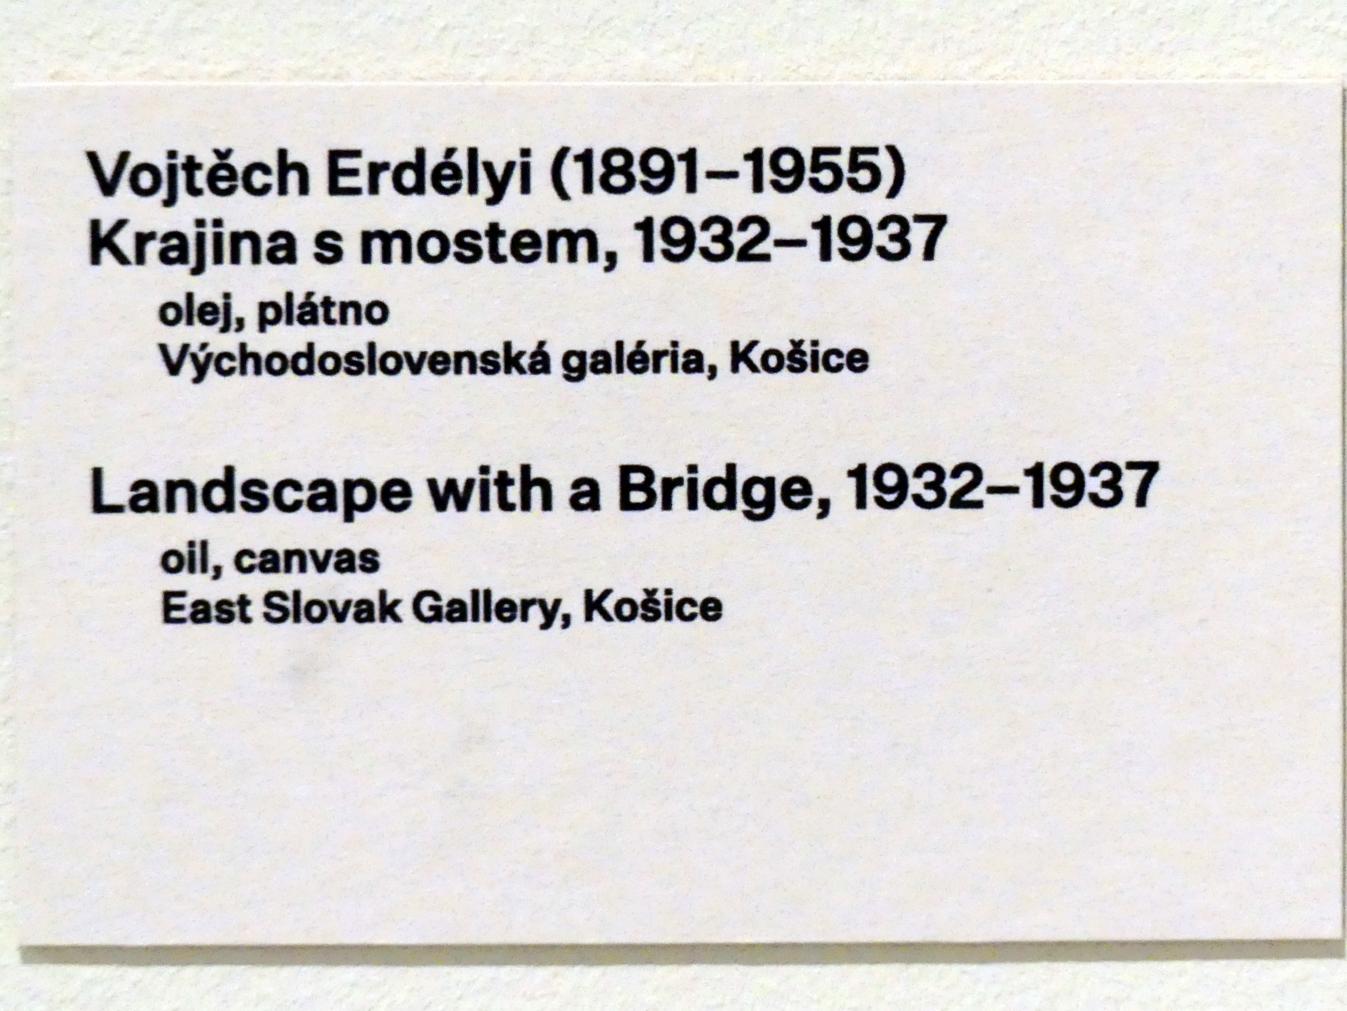 Vojtěch Erdélyi (1891–1955)
Krajina s mostem, 1932–1937
olej, plátno
Východoslovenská galéria, Košice
Landscape with a Bridge, 1932–1937
oil, canvas
East Slovak Gallery, Košice